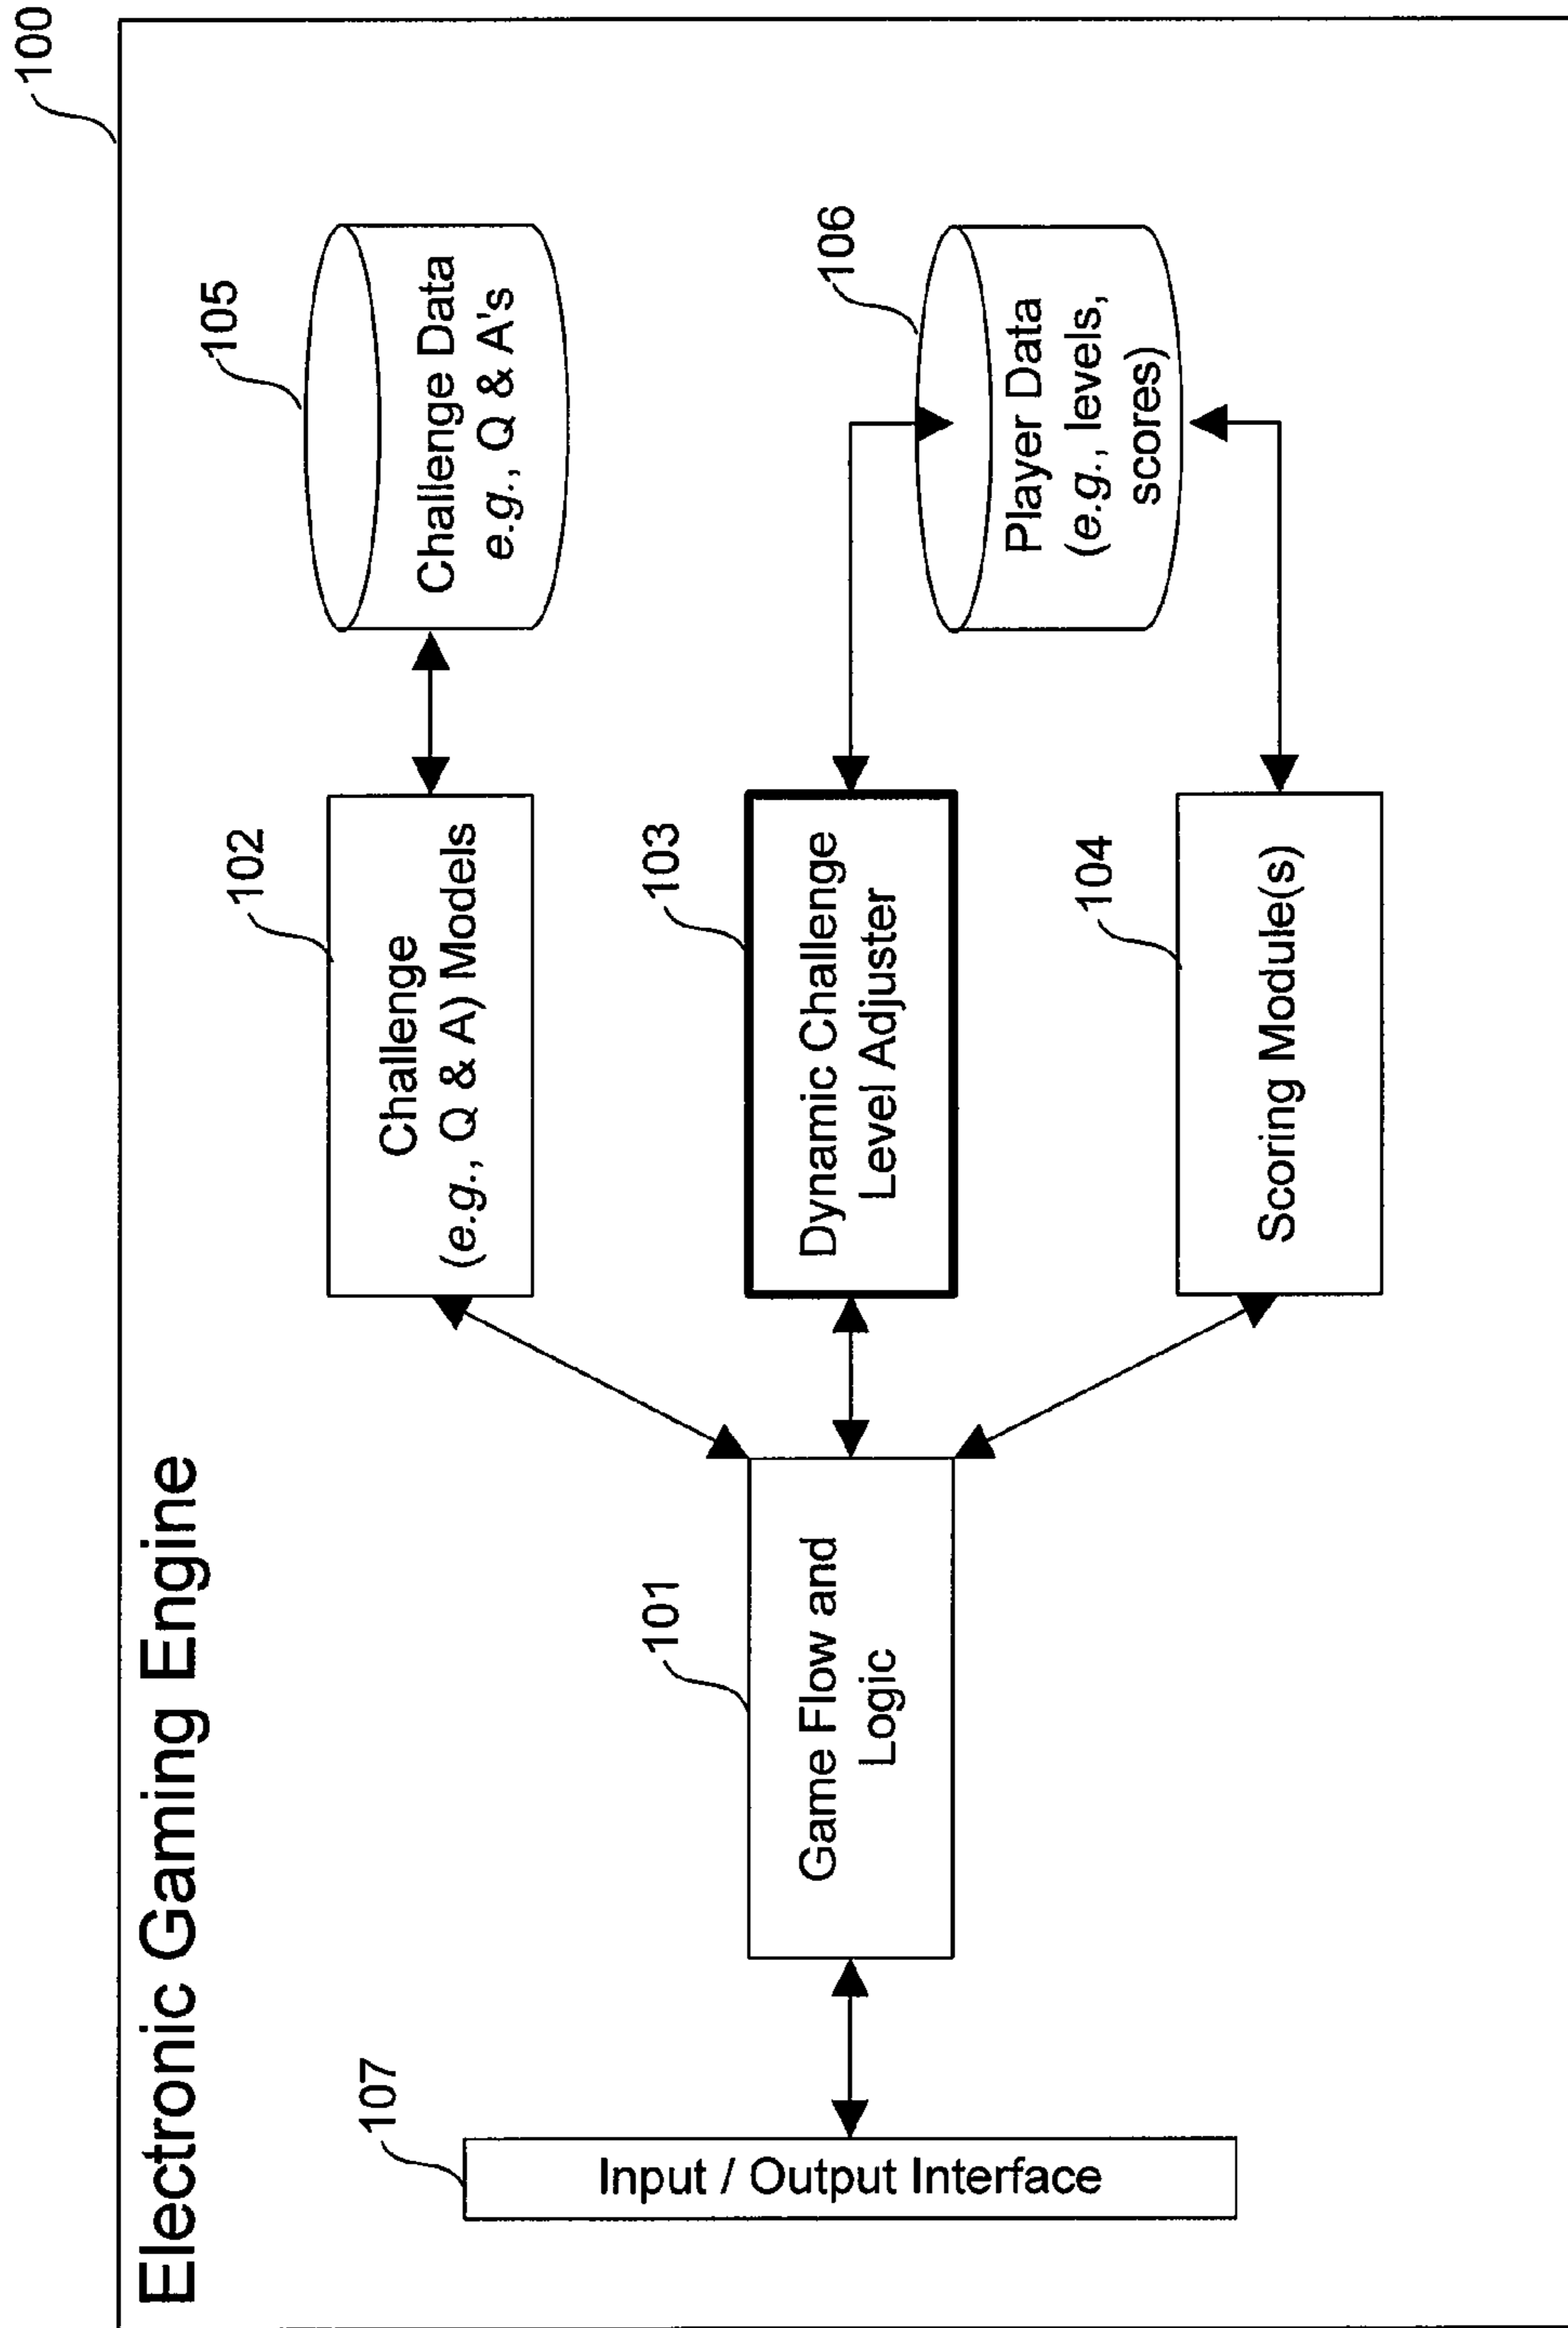 100
Electronic Gaming Engine
105
Challenge Data
e.g., Q & A's
102
Challenge
(e.g., Q & A) Models
107
Input / Output Interface
101
Game Flow and
Logic
103
Dynamic Challenge
Level Adjuster
106
Player Data
(e.g., levels,
scores)
104
Scoring Module(s)